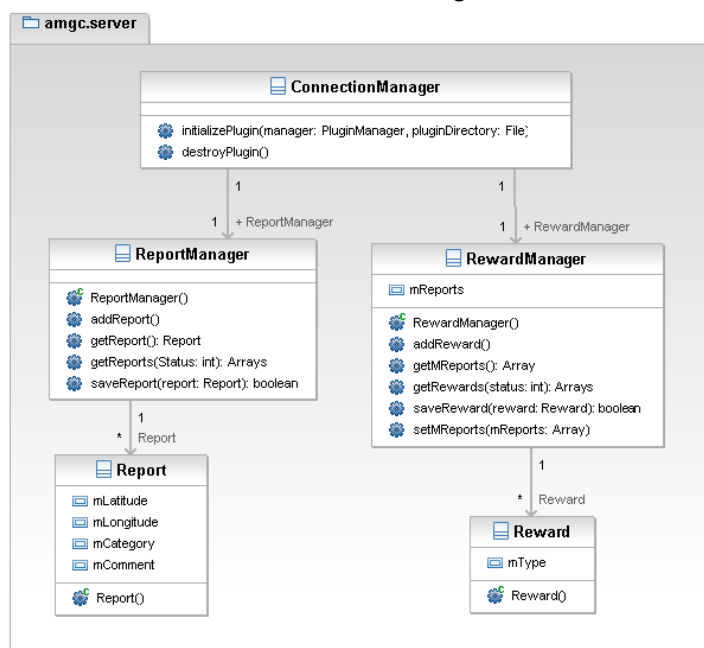 amgc.server
ConnectionManager
initializePlugin(manager: PluginManager, pluginDirectory: File)
destroyPlugin()
1
1
1 + ReportManager
1 + RewardManager
ReportManager
ReportManager()
addReport()
getReport(): Report
getReports(Status: int): Arrays
saveReport(report: Report): boolean
RewardManager
mReports
RewardManager()
addReward()
getMReports(): Array
getRewards(status: int): Arrays
saveReward(reward: Reward): boolean
setMReports(mReports: Array)
1
* Report
Report
mLatitude
mLongitude
mCategory
mComment
Report()
1
* Reward
Reward
mType
Reward()